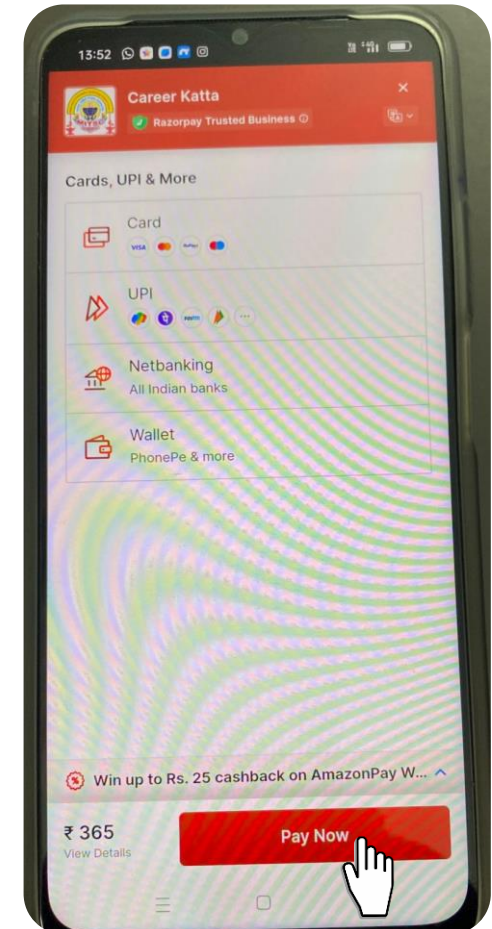 13:52
Career Katta
Razorpay Trusted Business
Cards, UPI & More
Card
VISA
UPI
Netbanking
All Indian banks
Wallet
PhonePe & more
Win up to Rs. 25 cashback on AmazonPay W...
₹ 365
View Details
Pay Now